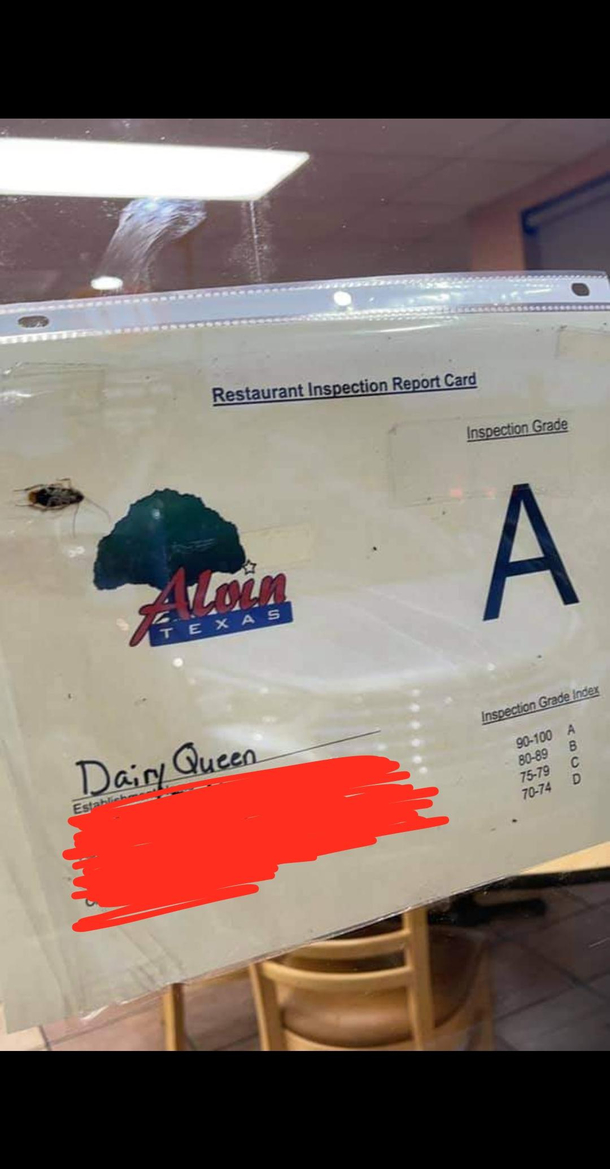 Restaurant Inspection Report Card
Inspection Grade
A
Alvin
TEXAS
Inspection Grade Index
90-100 A
80-89 B
75-79 C
70-74 D
Dairy Queen